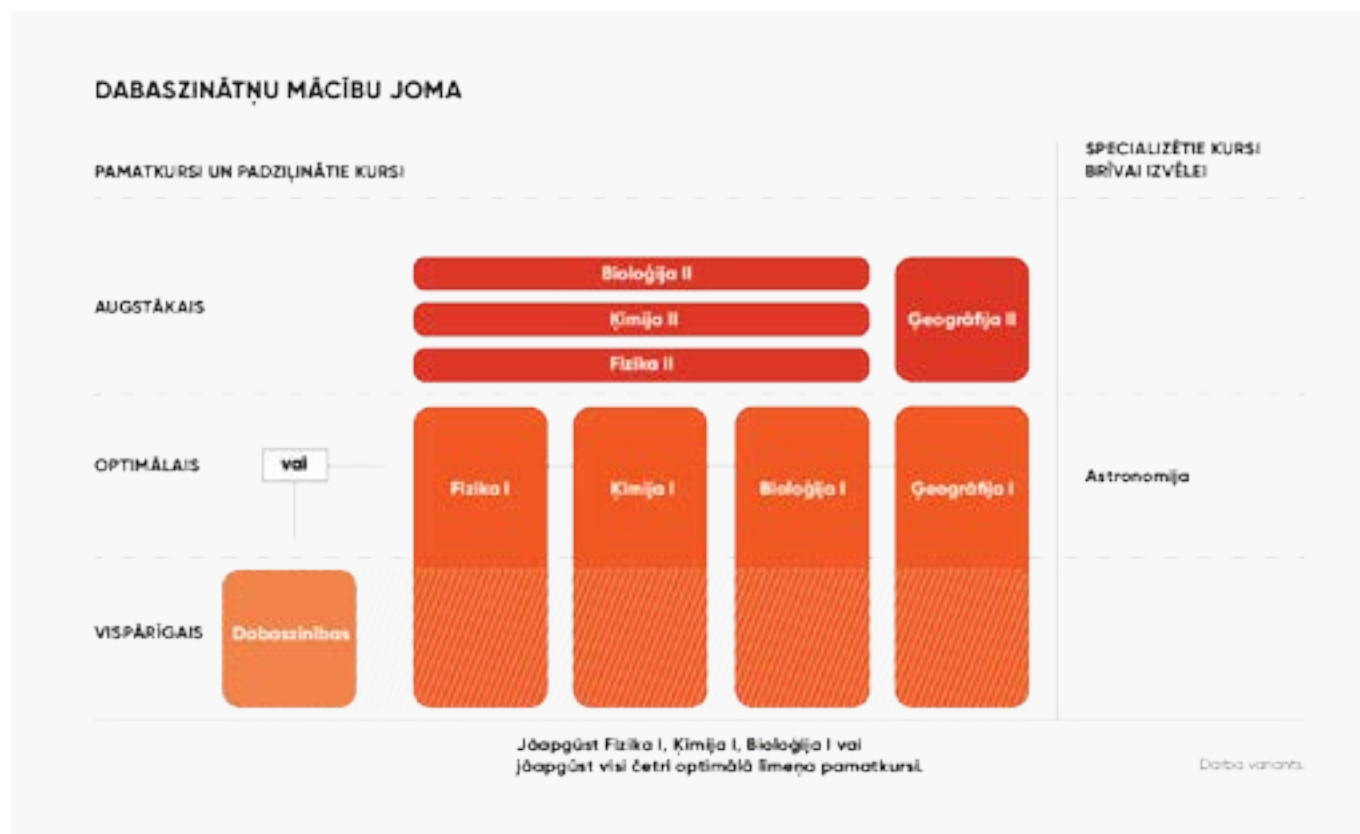 DABASZINĀTŅU MĀCĪBU JOMA
PAMATKURSI UN PADZIĻINĀTIE KURSI
SPECIALIZĒTIE KURSI
BRĪVAI IZVĒLEI
AUGSTĀKAIS
Bioloģija II
Ķīmija II
Fizika II
Ģeogrāfija II
OPTIMĀLAIS
vai
Fizika I
Ķīmija I
Bioloģija I
Ģeogrāfija I
Astronomija
VISPĀRĪGAIS
Dabaszinības
Jāapgūst Fizika I, Ķīmija I, Bioloģija I vai
jāapgūst visi četri optimālā līmeņa pamatkursi.
Darba variants.